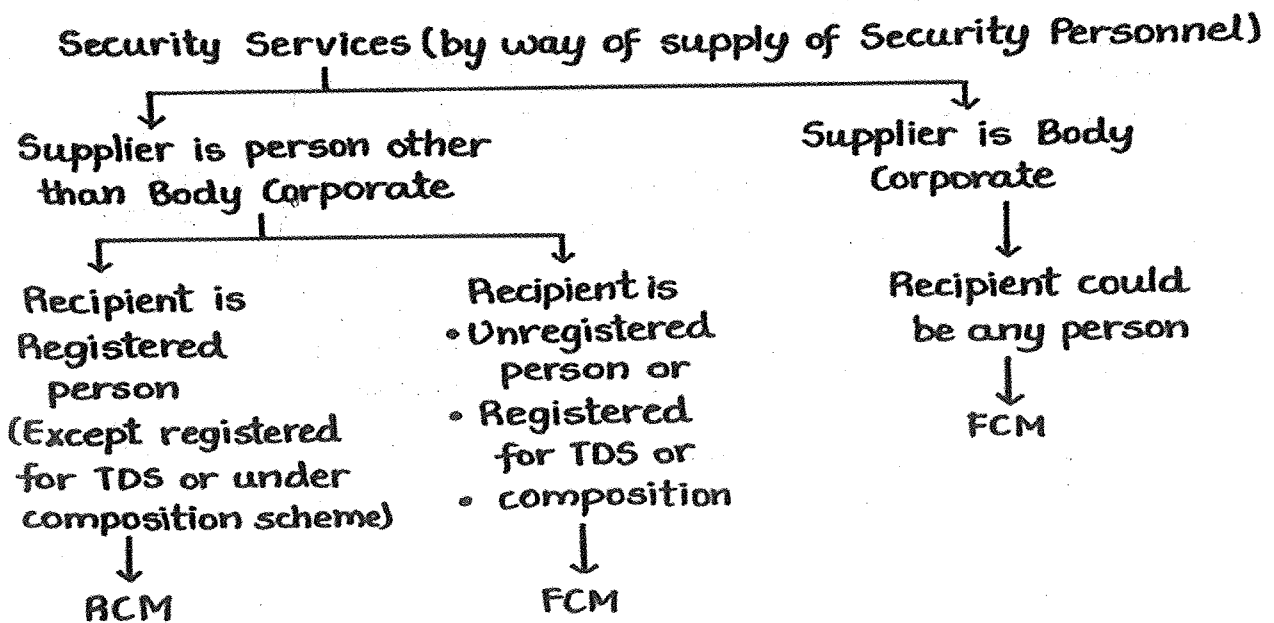 Security Services (by way of supply of Security Personnel)
Supplier is person other
than Body Corporate
Supplier is Body
Corporate
Recipient is
Registered
person
(Except registered
for TDS or under
composition scheme)
RCM
Recipient is
• Unregistered
person or
• Registered
for TDS or
• composition
FCM
Recipient could
be any person
FCM